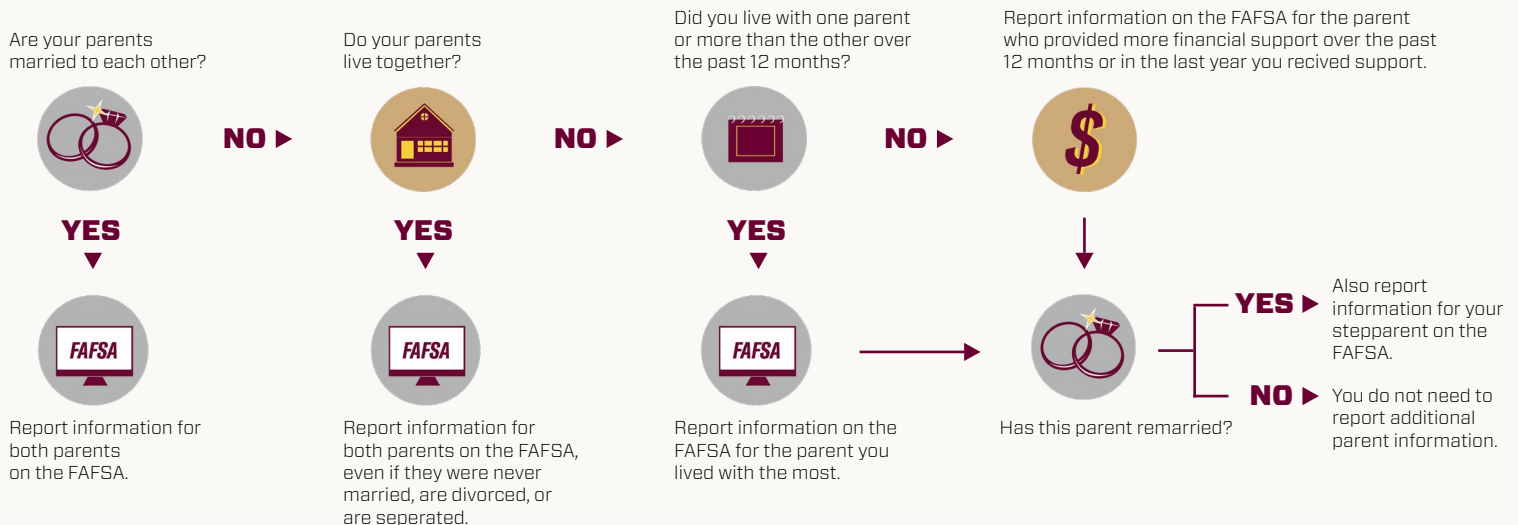 Are your parents
married to each other?
NO
YES
FAFSA
Report information for
both parents
on the FAFSA.
Do your parents
live together?
NO
YES
FAFSA
Report information for
both parents on the FAFSA,
even if they were never
married, are divorced, or
are seperated.
Did you live with one parent
or more than the other over
the past 12 months?
NO
YES
FAFSA
Report information on the
FAFSA for the parent you
lived with the most.
Report information on the FAFSA for the parent
who provided more financial support over the past
12 months or in the last year you recived support.
$
Has this parent remarried?
YES
Also report
information for your
stepparent on the
FAFSA.
NO
You do not need to
report additional
parent information.